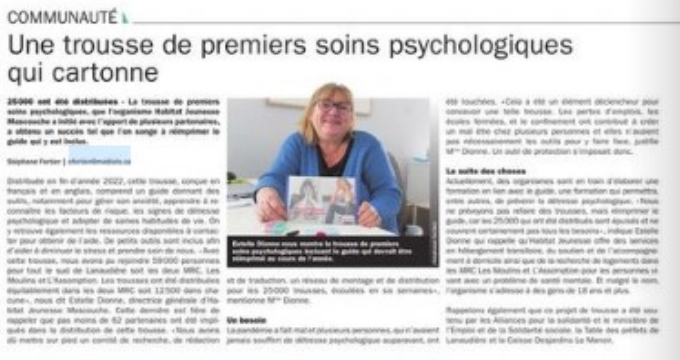 COMMUNAUTÉ
Une trousse de premiers soins psychologiques
qui cartonne
25 000 ont été distribuées - La trousse de premiers
soins psychologiques, que l'organisme Habitat Jeunesse
Mascouche a initié avec l'apport de plusieurs partenaires,
a obtenu un succès tel que l'on songe à réimprimer le
guide qui y est inclus.
Stéphane Fortier |
Distribuée en fin d'année 2022, cette trousse, conçue en
français et en anglais, comprend un guide donnant des
outils, notamment pour gérer son anxiété, apprendre à re-
connaître les facteurs de risque, les signes de détresse
psychologique et adopter de saines habitudes de vie. On
y retrouve également les ressources disponibles à contac-
ter pour obtenir de l'aide. De petits outils sont inclus afin
d'aider à diminuer le stress et prendre soin de nous. «Avec
cette trousse, nous avons pu rejoindre 59 000 personnes
pour tout le sud de Lanaudière soit les deux MRC, Les
Moulins et L'Assomption. Les trousses ont été distribuées
équitablement dans les deux MRC soit 12 500 dans cha-
cune», nous dit Estelle Dionne, directrice générale d'Ha-
bitat Jeunesse Mascouche. Cette dernière est fière de
rappeler que pas moins de 62 partenaires ont été impli-
qués dans la distribution de cette trousse. «Nous avons
dû mettre sur pied un comité de recherche, de rédaction
Estelle Dionne nous montre la trousse de premiers
soins psychologiques incluant le guide qui devrait être
réimprimé au cours de l'année.
et de traduction, un réseau de montage et de distribution
pour les 25 000 trousses, écoulées en six semaines»,
mentionne Mme Dionne.
Un besoin
La pandémie a fait mal et plusieurs personnes, qui n'avaient
jamais souffert de détresse psychologique auparavant, ont
été touchées. «Cela a été un élément déclencheur pour
concevoir une telle trousse. Les pertes d'emplois, les
écoles fermées, et le confinement ont contribué à créer
un mal être chez plusieurs personnes et elles n'avaient
pas nécessairement les outils pour y faire face, justifie
Mme Dionne. Un outil de protection s'imposait donc.
La suite des choses
Actuellement, des organismes sont en train d'élaborer une
formation en lien avec le guide, une formation qui permettra,
entre autres, de prévenir la détresse psychologique. «Nous
ne prévoyons pas refaire des trousses, mais réimprimer le
guide, car les 25 000 qui ont été distribués sont épuisés et ne
couvrent certainement pas tous les besoins», indique Estelle
Dionne qui rappelle qu'Habitat Jeunesse offre des services
en hébergement transitoire, du soutien et de l'accompagne-
ment à domicile ainsi que de la recherche de logements dans
les MRC Les Moulins et L'Assomption pour les personnes vi-
vant avec un problème de santé mentale. Et malgré le nom,
l'organisme s'adresse à des gens de 18 ans et plus.
Rappelons également que ce projet de trousse a été sou-
tenu par les Alliances pour la solidarité et le ministère de
l'Emploi et de la Solidarité sociale, la Table des préfets de
Lanaudière et la Caisse Desjardins Le Manoir.